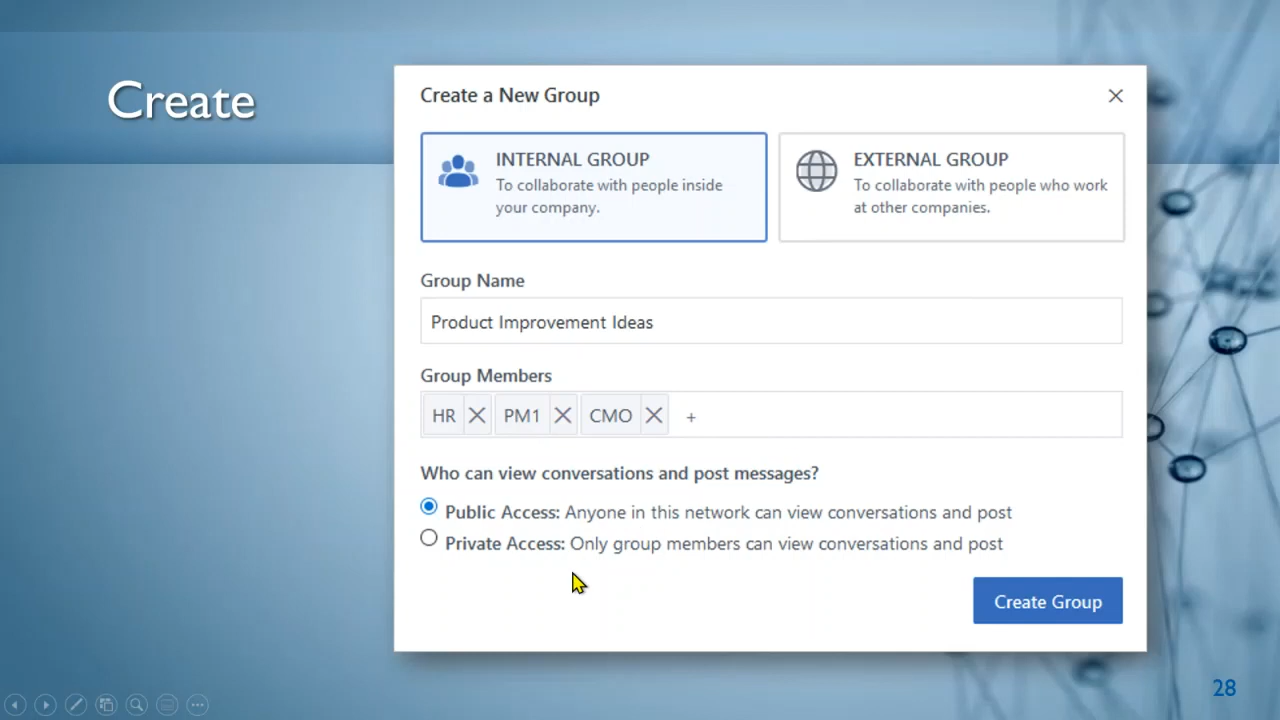 Create
Create a New Group
INTERNAL GROUP
To collaborate with people inside
your company.
EXTERNAL GROUP
To collaborate with people who work
at other companies.
Group Name
Product Improvement Ideas
Group Members
HR PM1 CMO +
Who can view conversations and post messages?
Public Access: Anyone in this network can view conversations and post
Private Access: Only group members can view conversations and post
Create Group
28